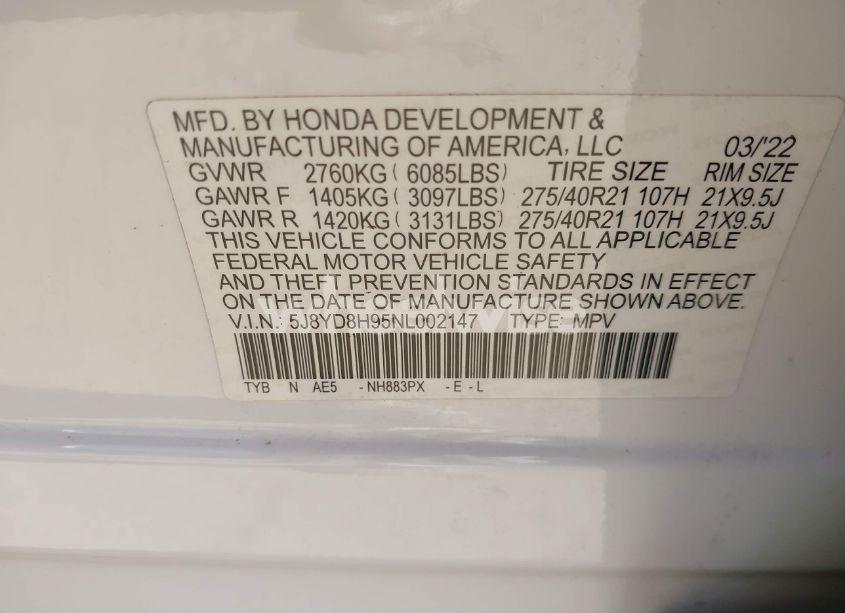 MFD. BY HONDA DEVELOPMENT &
MANUFACTURING OF AMERICA, LLC 03/'22
GVWR 2760KG ( 6085LBS) TIRE SIZE RIM SIZE
GAWR F 1405KG ( 3097LBS) 275/40R21 107H 21X9.5J
GAWR R 1420KG ( 3131LBS) 275/40R21 107H 21X9.5J
THIS VEHICLE CONFORMS TO ALL APPLICABLE
FEDERAL MOTOR VEHICLE SAFETY
AND THEFT PREVENTION STANDARDS IN EFFECT
ON THE DATE OF MANUFACTURE SHOWN ABOVE.
V.I.N.: 5J8YD8H95NL002147 TYPE: MPV
TYB N AE5 -NH883PX -E-L